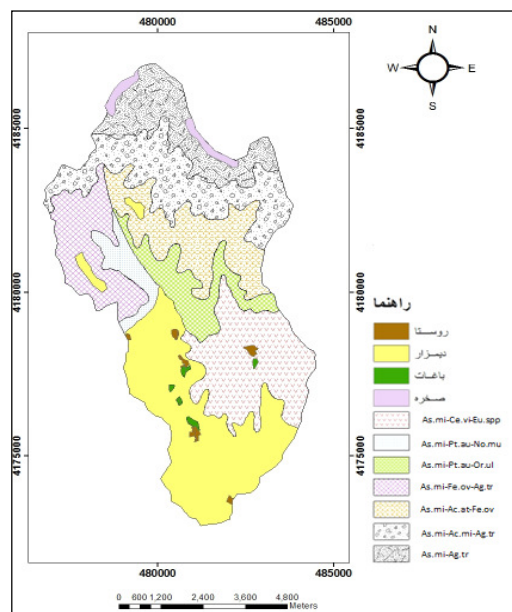 480000 485000
N
W E
S
4185000 4185000
4180000 4180000
راهنما
روستا
دیمزار
باغات
صخره
As.mi-Ce.vi-Eu.spp
As.mi-Pt.au-No.mu
As.mi-Pt.au-Or.ul
As.mi-Fe.ov-Ag.tr
As.mi-Ac.at-Fe.ov
As.mi-Ac.mi-Ag.tr
As.mi-Ag.tr
4175000 4175000
480000 485000
0 600 1,200 2,400 3,600 4,800
Meters